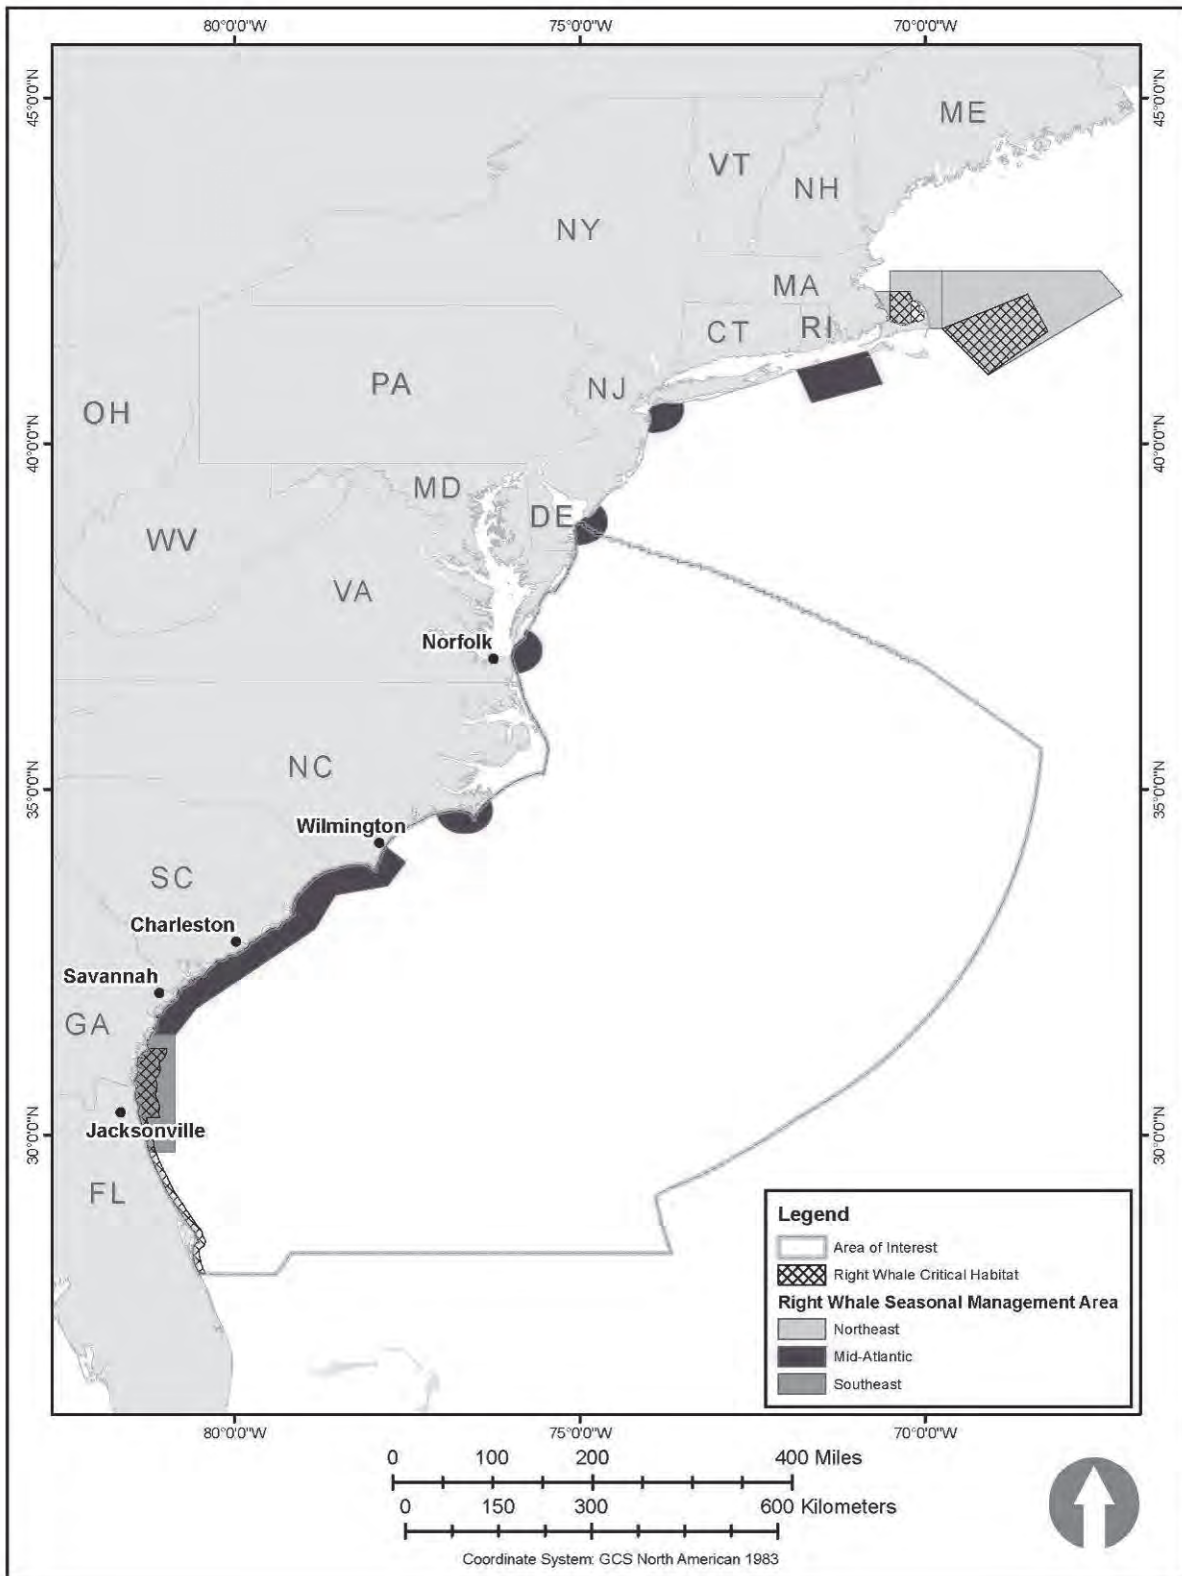 80°0'0"W 75°0'0"W 70°0'0"W
45°0'0"N
45°0'0"N
ME
VT
NH
NY
MA
CT
RI
PA
NJ
OH
40°0'0"N
40°0'0"N
MD
DE
WV
VA
Norfolk
NC
35°0'0"N
35°0'0"N
Wilmington
SC
Charleston
Savannah
GA
30°0'0"N
30°0'0"N
Jacksonville
FL
Legend
Area of Interest
Right Whale Critical Habitat
Right Whale Seasonal Management Area
Northeast
Mid-Atlantic
Southeast
80°0'0"W 75°0'0"W 70°0'0"W
0 100 200 400 Miles
0 150 300 600 Kilometers
Coordinate System: GCS North American 1983